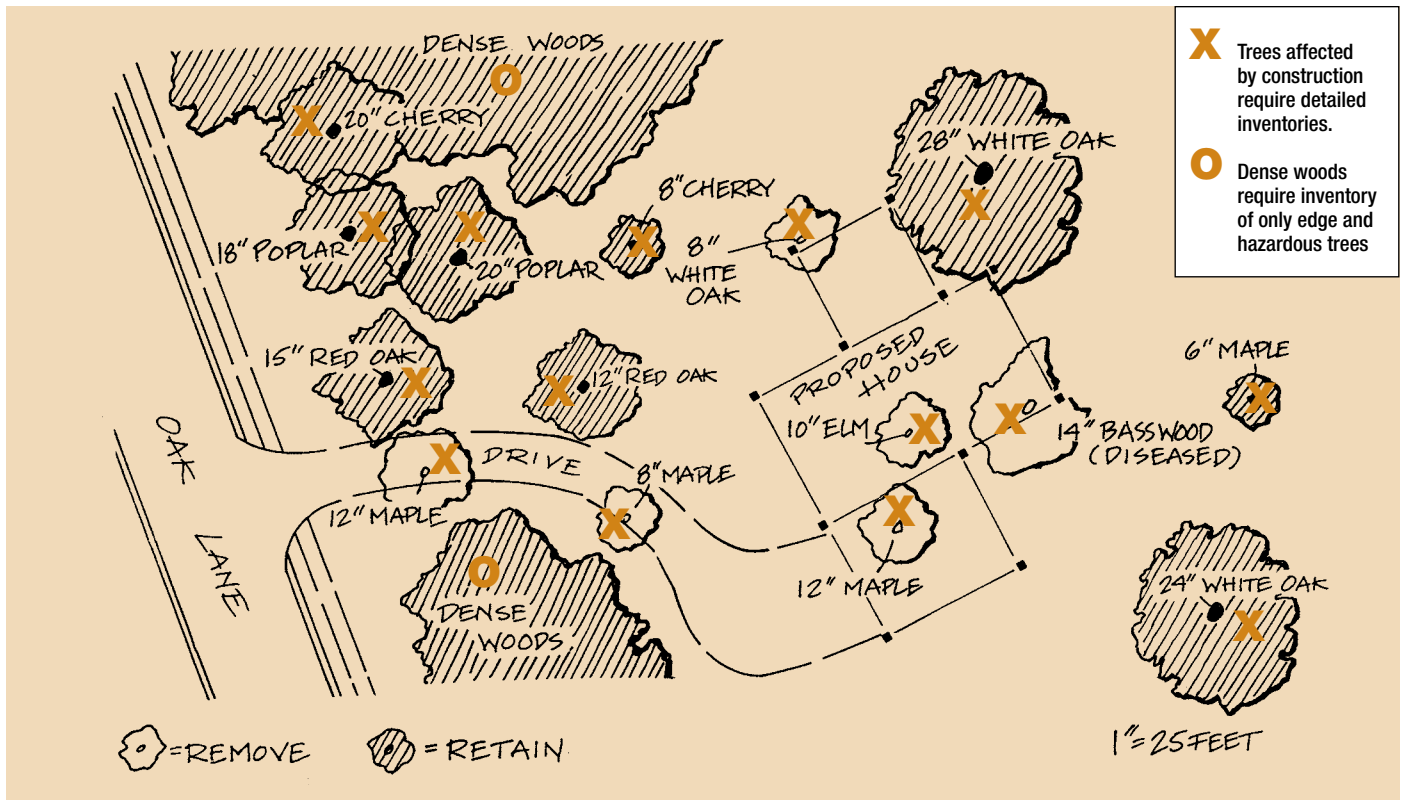 DENSE WOODS
O
X
20" CHERRY
X
18" POPLAR
X
20" POPLAR
8" CHERRY
X
X
8"
WHITE
OAK
28" WHITE OAK
X
15" RED OAK
X
12" RED OAK
X
PROPOSED
HOUSE
10" ELM
X
X
14" BASSWOOD
(DISEASED)
6" MAPLE
X
OAK
LANE
DRIVE
X
12" MAPLE
8" MAPLE
X
X
12" MAPLE
O
DENSE
WOODS
24" WHITE OAK
X
=REMOVE
= RETAIN
1"=25 FEET
X
Trees affected
by construction
require detailed
inventories.
O
Dense woods
require inventory
of only edge and
hazardous trees